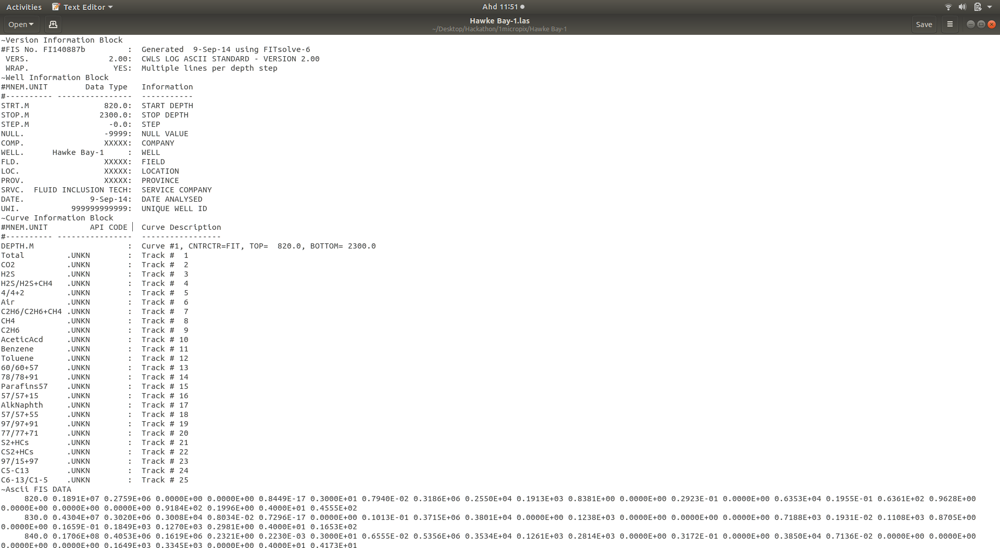 Activities Text Editor Ahd 11:51
Open Hawke Bay-1.las Save
~/Desktop/Hackathon/1micropix/Hawke Bay-1
~Version Information Block
#FIS No. FI140887b : Generated 9-Sep-14 using FITsolve-6
VERS. 2.00: CWLS LOG ASCII STANDARD - VERSION 2.00
WRAP. YES: Multiple lines per depth step
~Well Information Block
#MNEM.UNIT Data Type Information
#---------- ---------------- -----------
STRT.M 820.0: START DEPTH
STOP.M 2300.0: STOP DEPTH
STEP.M -0.0: STEP
NULL. -9999: NULL VALUE
COMP. XXXXX: COMPANY
WELL. Hawke Bay-1 : WELL
FLD. XXXXX: FIELD
LOC. XXXXX: LOCATION
PROV. XXXXX: PROVINCE
SRVC. FLUID INCLUSION TECH: SERVICE COMPANY
DATE. 9-Sep-14: DATE ANALYSED
UWI. 999999999999: UNIQUE WELL ID
~Curve Information Block
#MNEM.UNIT API CODE Curve Description
#---------- ---------------- -----------------
DEPTH.M : Curve #1, CNTRCTR=FIT, TOP= 820.0, BOTTOM= 2300.0
Total .UNKN : Track # 1
CO2 .UNKN : Track # 2
H2S .UNKN : Track # 3
H2S/H2S+CH4 .UNKN : Track # 4
4/4+2 .UNKN : Track # 5
Air .UNKN : Track # 6
C2H6/C2H6+CH4 .UNKN : Track # 7
CH4 .UNKN : Track # 8
C2H6 .UNKN : Track # 9
AceticAcd .UNKN : Track # 10
Benzene .UNKN : Track # 11
Toluene .UNKN : Track # 12
60/60+57 .UNKN : Track # 13
78/78+91 .UNKN : Track # 14
Parafins57 .UNKN : Track # 15
57/57+15 .UNKN : Track # 16
AlkNaphth .UNKN : Track # 17
57/57+55 .UNKN : Track # 18
97/97+91 .UNKN : Track # 19
77/77+71 .UNKN : Track # 20
S2+HCs .UNKN : Track # 21
CS2+HCs .UNKN : Track # 22
97/15+97 .UNKN : Track # 23
C5-C13 .UNKN : Track # 24
C6-13/C1-5 .UNKN : Track # 25
~Ascii FIS DATA
820.0 0.1891E+07 0.2759E+06 0.0000E+00 0.0000E+00 0.8449E-17 0.3000E+01 0.7940E-02 0.3186E+06 0.2550E+04 0.1913E+03 0.8381E+00 0.0000E+00 0.2923E-01 0.0000E+00 0.6353E+04 0.1955E-01 0.6361E+02 0.9628E+00
0.0000E+00 0.0000E+00 0.0000E+00 0.9184E+02 0.1996E+00 0.4000E+01 0.4555E+02
830.0 0.4304E+07 0.3020E+06 0.3008E+04 0.8034E-02 0.7296E-17 0.0000E+00 0.1013E-01 0.3715E+06 0.3801E+04 0.0000E+00 0.1238E+03 0.0000E+00 0.0000E+00 0.0000E+00 0.7188E+03 0.1931E-02 0.1108E+03 0.8705E+00
0.0000E+00 0.1659E-01 0.1849E+03 0.1270E+03 0.2981E+00 0.4000E+01 0.1653E+02
840.0 0.1706E+08 0.4053E+06 0.1619E+06 0.2321E+00 0.2230E-03 0.3000E+01 0.6555E-02 0.5356E+06 0.3534E+04 0.1261E+03 0.2814E+03 0.0000E+00 0.3172E-01 0.0000E+00 0.3850E+04 0.7136E-02 0.0000E+00 0.0000E+00
0.0000E+00 0.0000E+00 0.1649E+03 0.3345E+03 0.0000E+00 0.4000E+01 0.4173E+01